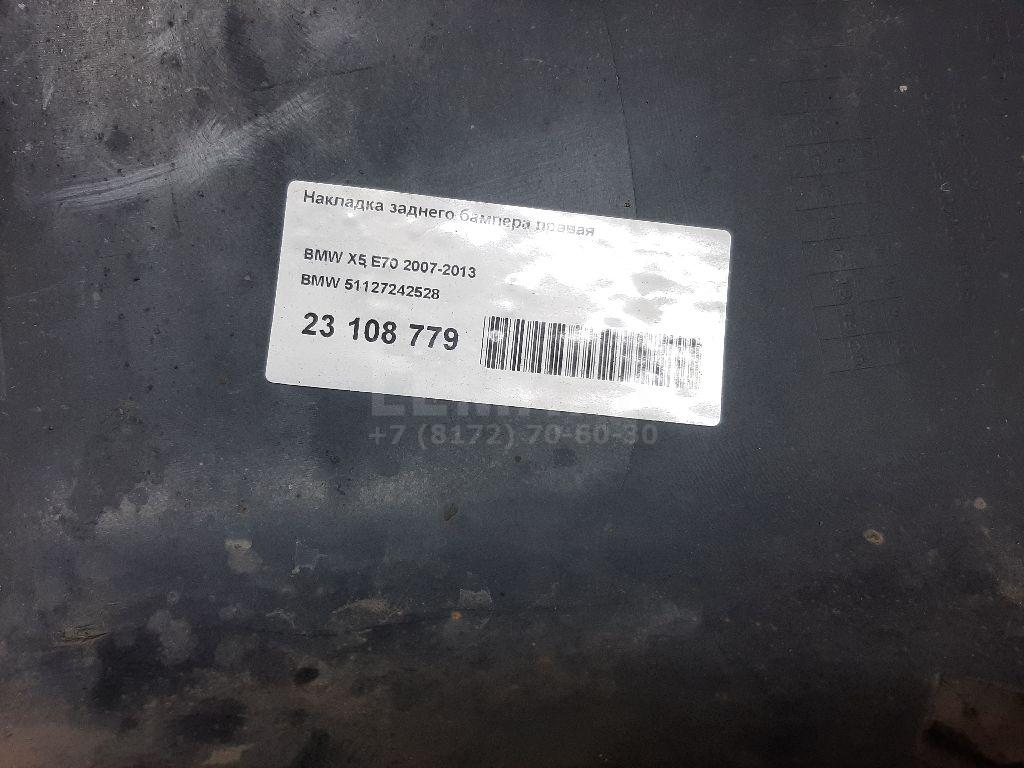 Накладка заднего бампера правая
BMW X5 E70 2007-2013
BMW 51127242528
23 108 779
+7 (8172) 70-60-30